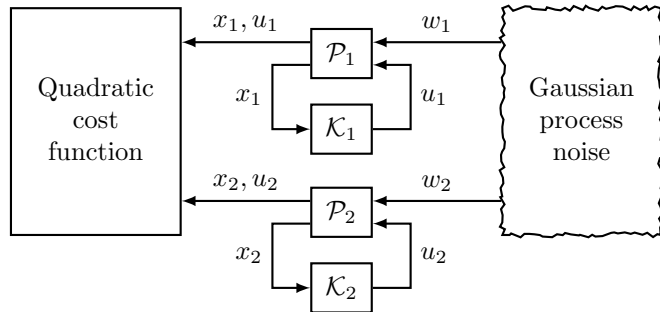 x₁, u₁
w₁
𝒫₁
x₁
u₁
𝒦₁
Quadratic
cost
function
Gaussian
process
noise
x₂, u₂
w₂
𝒫₂
x₂
u₂
𝒦₂